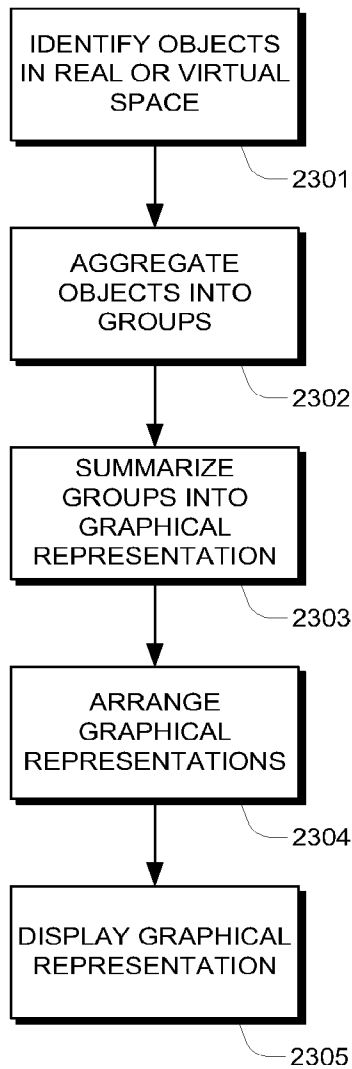 IDENTIFY OBJECTS
IN REAL OR VIRTUAL
SPACE
2301
AGGREGATE
OBJECTS INTO
GROUPS
2302
SUMMARIZE
GROUPS INTO
GRAPHICAL
REPRESENTATION
2303
ARRANGE
GRAPHICAL
REPRESENTATIONS
2304
DISPLAY GRAPHICAL
REPRESENTATION
2305